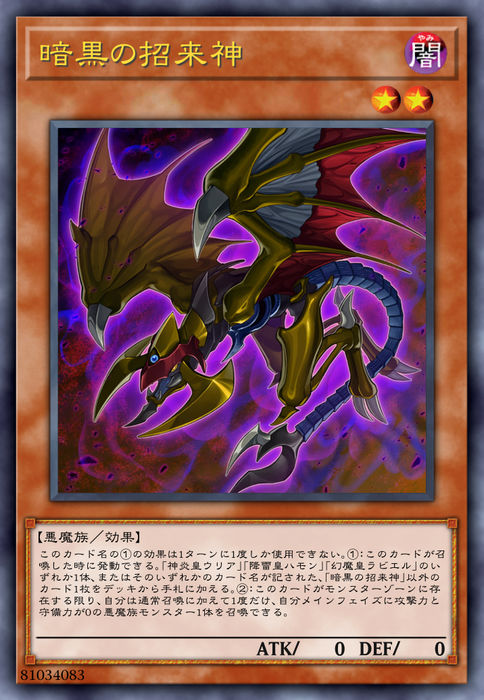 暗黒の招来神
やみ
闇
【悪魔族／効果】
このカード名の①の効果は1ターンに1度しか使用できない。①：このカードが召
喚した時に発動できる。「神炎皇ウリア」「降雷皇ハモン」「幻魔皇ラビエル」のい
ずれか1体、またはそのいずれかのカード名が記された、「暗黒の招来神」以外の
カード1枚をデッキから手札に加える。②：このカードがモンスターゾーンに存
在する限り、自分は通常召喚に加えて1度だけ、自分メインフェイズに攻撃力と
守備力が0の悪魔族モンスター1体を召喚できる。
ATK/ 0 DEF/ 0
81034083